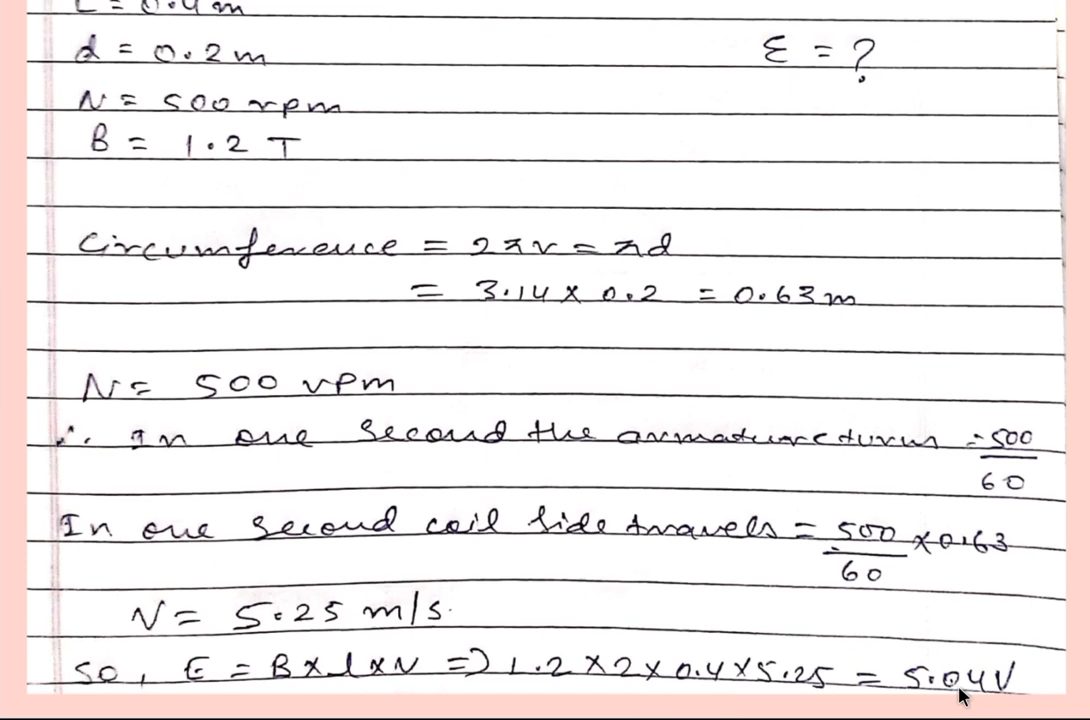 L = 0.4 m
d = 0.2 m
ε = ?
N = 500 rpm
B = 1.2 T
Circumference = 2πr = πd
= 3.14 × 0.2 = 0.63 m
N = 500 rpm
∴ In one second the armature turns = 500/60
In one second coil side travels = 500/60 × 0.63
V = 5.25 m/s.
so, E = B × l × v => 1.2 × 2 × 0.4 × 5.25 = 5.04 V